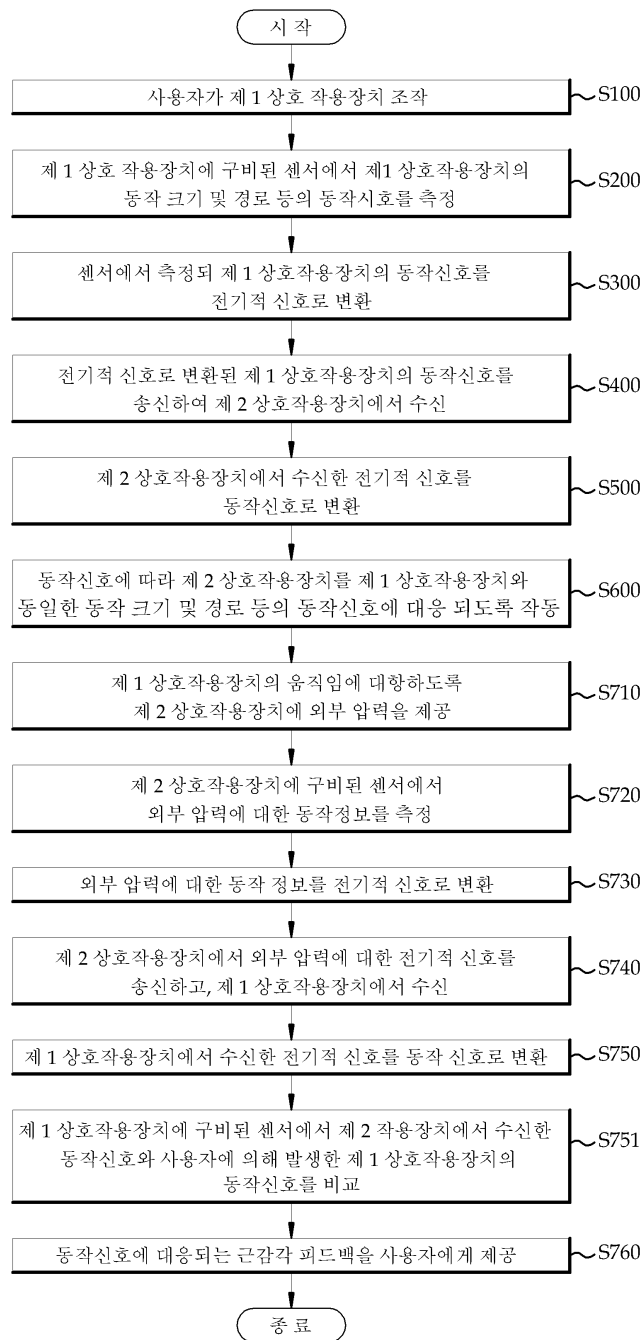 시 작
사용자가 제 1 상호 작용장치 조작
S100
제 1 상호 작용장치에 구비된 센서에서 제1 상호작용장치의
동작 크기 및 경로 등의 동작시호를 측정
S200
센서에서 측정되 제 1 상호작용장치의 동작신호를
전기적 신호로 변환
S300
전기적 신호로 변환된 제 1 상호작용장치의 동작신호를
송신하여 제 2 상호작용장치에서 수신
S400
제 2 상호작용장치에서 수신한 전기적 신호를
동작신호로 변환
S500
동작신호에 따라 제 2 상호작용장치를 제 1 상호작용장치와
동일한 동작 크기 및 경로 등의 동작신호에 대응 되도록 작동
S600
제 1 상호작용장치의 움직임에 대항하도록
제 2 상호작용장치에 외부 압력을 제공
S710
제 2 상호작용장치에 구비된 센서에서
외부 압력에 대한 동작정보를 측정
S720
외부 압력에 대한 동작 정보를 전기적 신호로 변환
S730
제 2 상호작용장치에서 외부 압력에 대한 전기적 신호를
송신하고, 제 1 상호작용장치에서 수신
S740
제 1 상호작용장치에서 수신한 전기적 신호를 동작 신호로 변환
S750
제 1 상호작용장치에 구비된 센서에서 제 2 작용장치에서 수신한
동작신호와 사용자에 의해 발생한 제 1 상호작용장치의
동작신호를 비교
S751
동작신호에 대응되는 근감각 피드백을 사용자에게 제공
S760
종 료